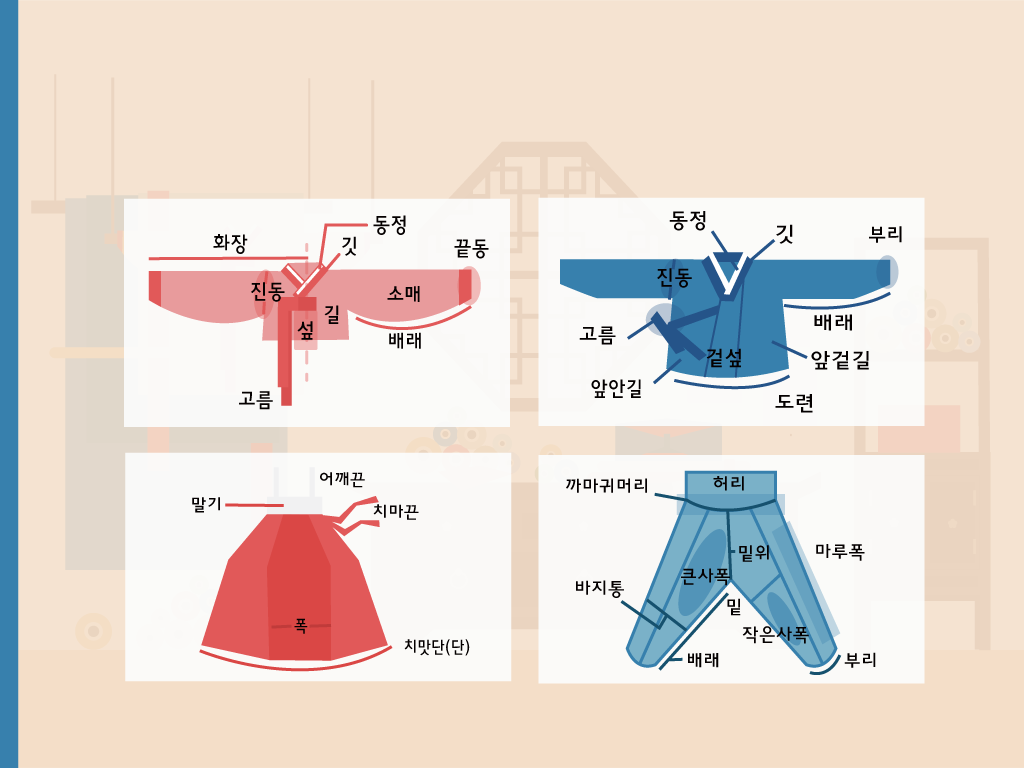 동정
화장
깃
끝동
진동
소매
길
섶
배래
고름
동정
깃
부리
진동
배래
고름
겉섶
앞겉길
앞안길
도련
어깨끈
말기
치마끈
폭
치맛단(단)
허리
까마귀머리
밑위
마루폭
큰사폭
바지통
밑
작은사폭
배래
부리